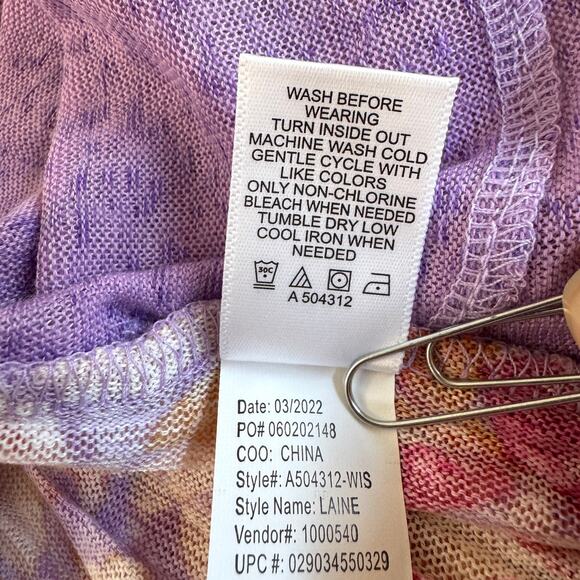 WASH BEFORE
WEARING
TURN INSIDE OUT
MACHINE WASH COLD
GENTLE CYCLE WITH
LIKE COLORS
ONLY NON-CHLORINE
BLEACH WHEN NEEDED
TUMBLE DRY LOW
COOL IRON WHEN
NEEDED
30C
A 504312
Date: 03/2022
PO# 060202148
COO: CHINA
Style#: A504312-WIS
Style Name: LAINE
Vendor#: 1000540
UPC #: 029034550329